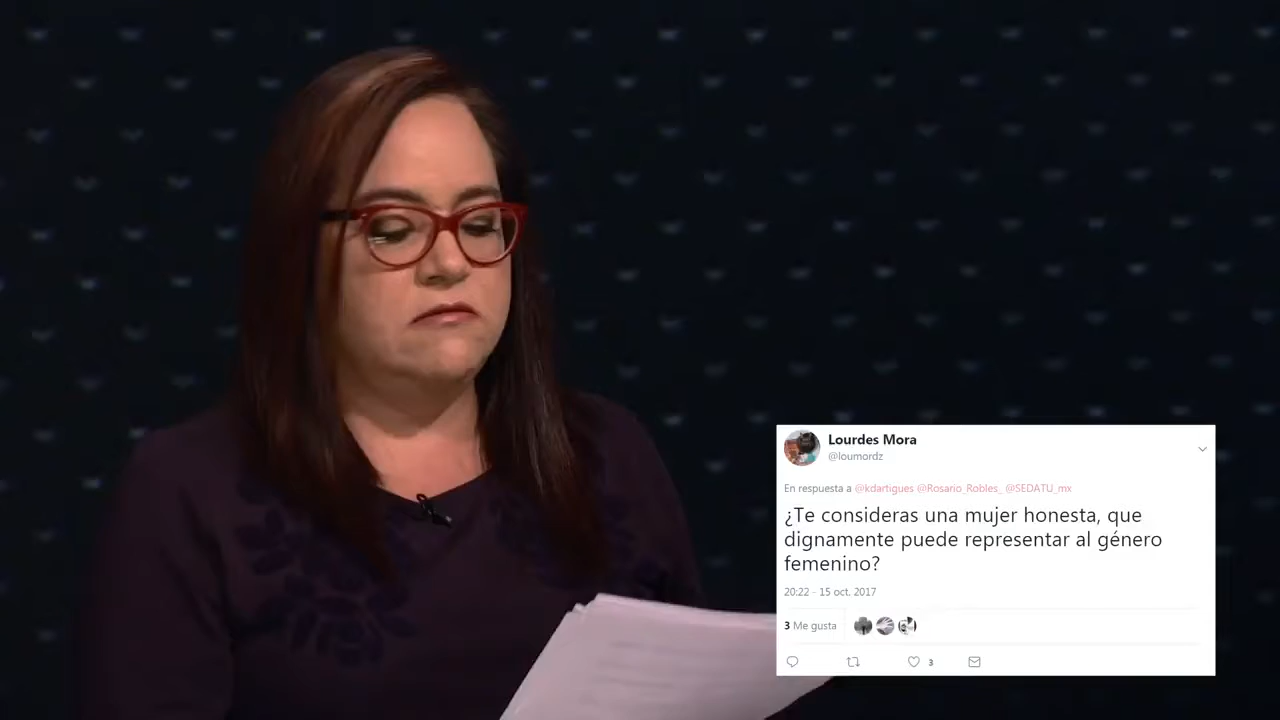 Lourdes Mora
@loumordz
En respuesta a @kdartigues @Rosario_Robles_ @SEDATU_mx
¿Te consideras una mujer honesta, que
dignamente puede representar al género
femenino?
20:22 - 15 oct. 2017
3 Me gusta
3